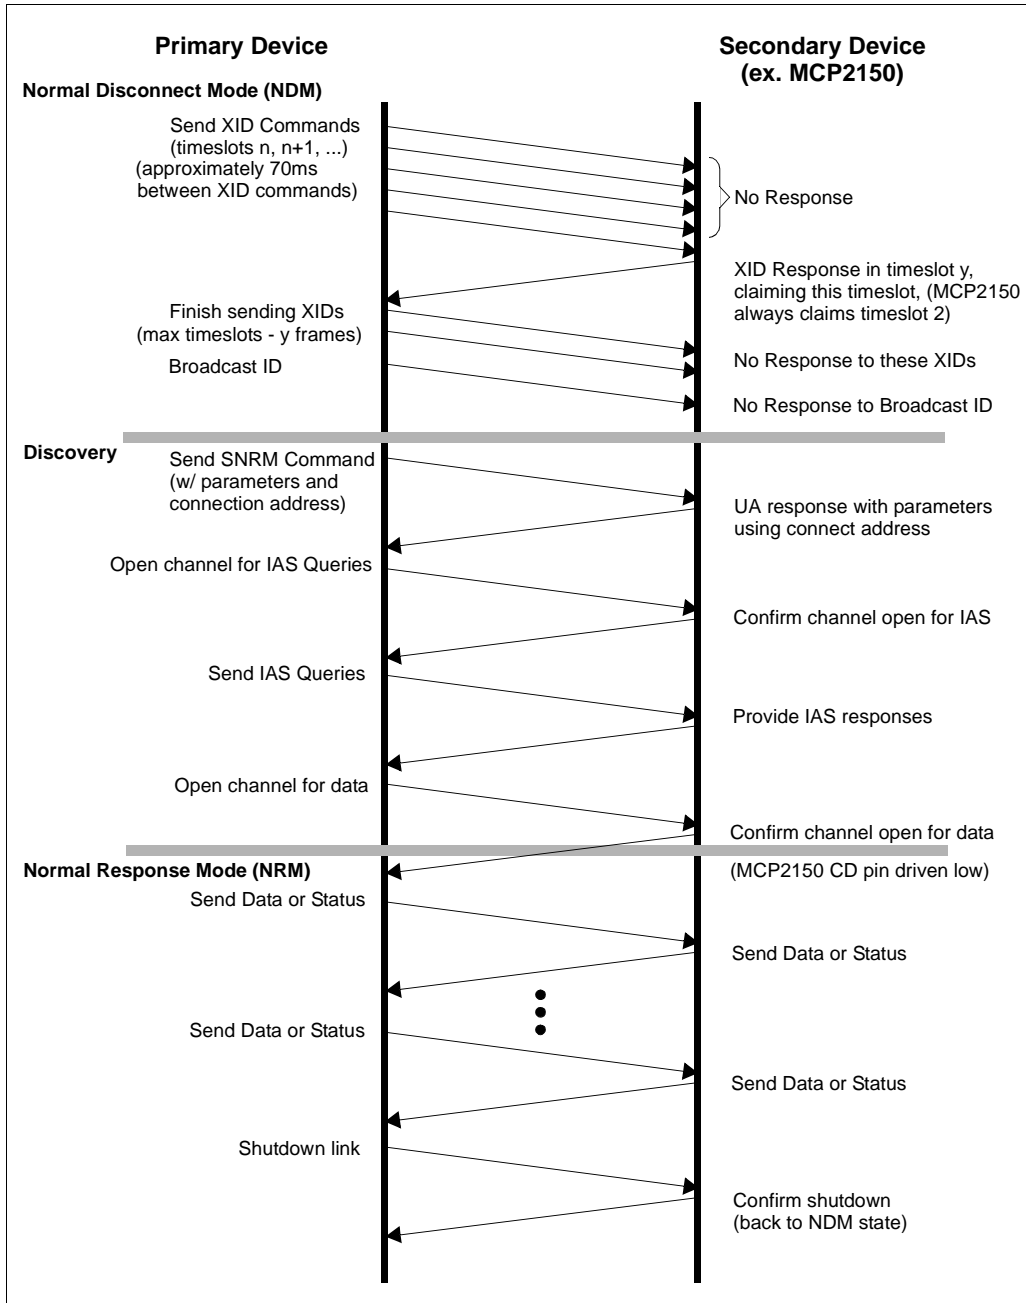 Primary Device
Secondary Device
(ex. MCP2150)
Normal Disconnect Mode (NDM)
Send XID Commands
(timeslots n, n+1, ...)
(approximately 70ms
between XID commands)
No Response
XID Response in timeslot y,
claiming this timeslot, (MCP2150
always claims timeslot 2)
Finish sending XIDs
(max timeslots - y frames)
Broadcast ID
No Response to these XIDs
No Response to Broadcast ID
Discovery
Send SNRM Command
(w/ parameters and
connection address)
UA response with parameters
using connect address
Open channel for IAS Queries
Confirm channel open for IAS
Send IAS Queries
Provide IAS responses
Open channel for data
Confirm channel open for data
Normal Response Mode (NRM)
(MCP2150 CD pin driven low)
Send Data or Status
Send Data or Status
Send Data or Status
Send Data or Status
Shutdown link
Confirm shutdown
(back to NDM state)